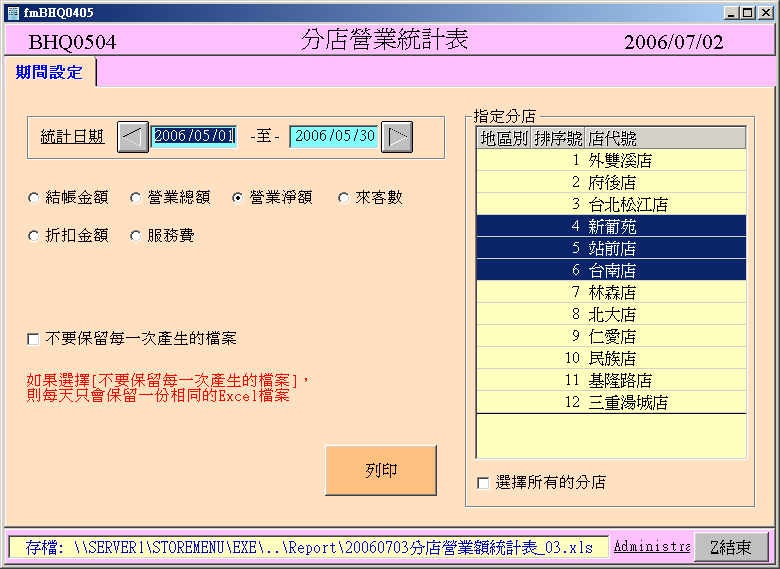 fmBHQ0405
BHQ0504 分店營業統計表 2006/07/02
期間設定
統計日期 2006/05/01 -至- 2006/05/30
結帳金額 營業總額 營業淨額 來客數
折扣金額 服務費
不要保留每一次產生的檔案
如果選擇[不要保留每一次產生的檔案],
則每天只會保留一份相同的Excel檔案
列印
指定分店
地區別 排序號 店代號
1 外雙溪店
2 府後店
3 台北松江店
4 新葡苑
5 站前店
6 台南店
7 林森店
8 北大店
9 仁愛店
10 民族店
11 基隆路店
12 三重湯城店
選擇所有的分店
存檔: \\SERVER1\STOREMENU\EXE\..\Report\20060703分店營業額統計表_03.xls Administra Z結束